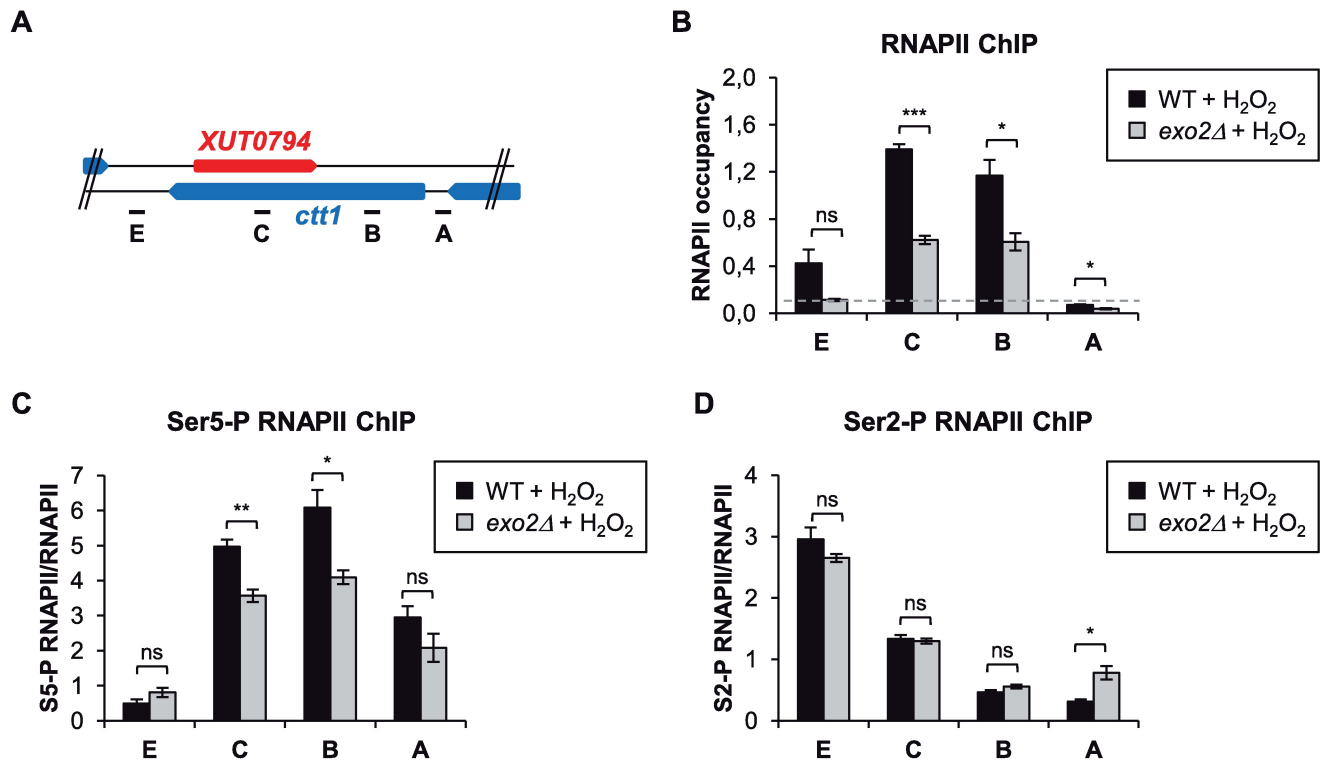 A
XUT0794
ctt1
E C B A
B
RNAPII ChIP
RNAPII occupancy
2,0
1,6
1,2
0,8
0,4
0,0
ns
***
*
*
E C B A
WT + H₂O₂
exo2Δ + H₂O₂
C
Ser5-P RNAPII ChIP
S5-P RNAPII/RNAPII
7
6
5
4
3
2
1
0
ns
**
*
ns
E C B A
WT + H₂O₂
exo2Δ + H₂O₂
D
Ser2-P RNAPII ChIP
S2-P RNAPII/RNAPII
4
3
2
1
0
ns
ns
ns
*
E C B A
WT + H₂O₂
exo2Δ + H₂O₂